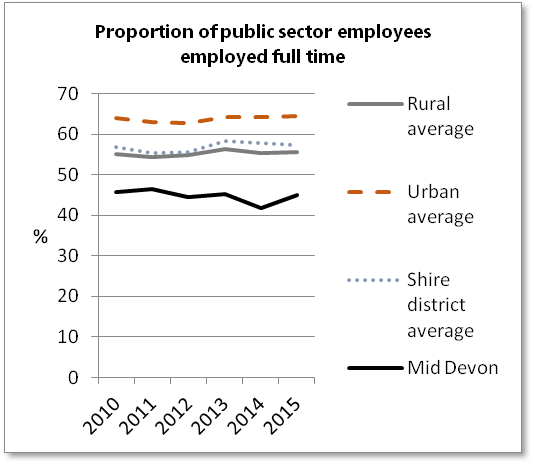 Proportion of public sector employees
employed full time
70
60
50
40
30
20
10
0
%
2010
2011
2012
2013
2014
2015
Rural
average
Urban
average
Shire
district
average
Mid Devon